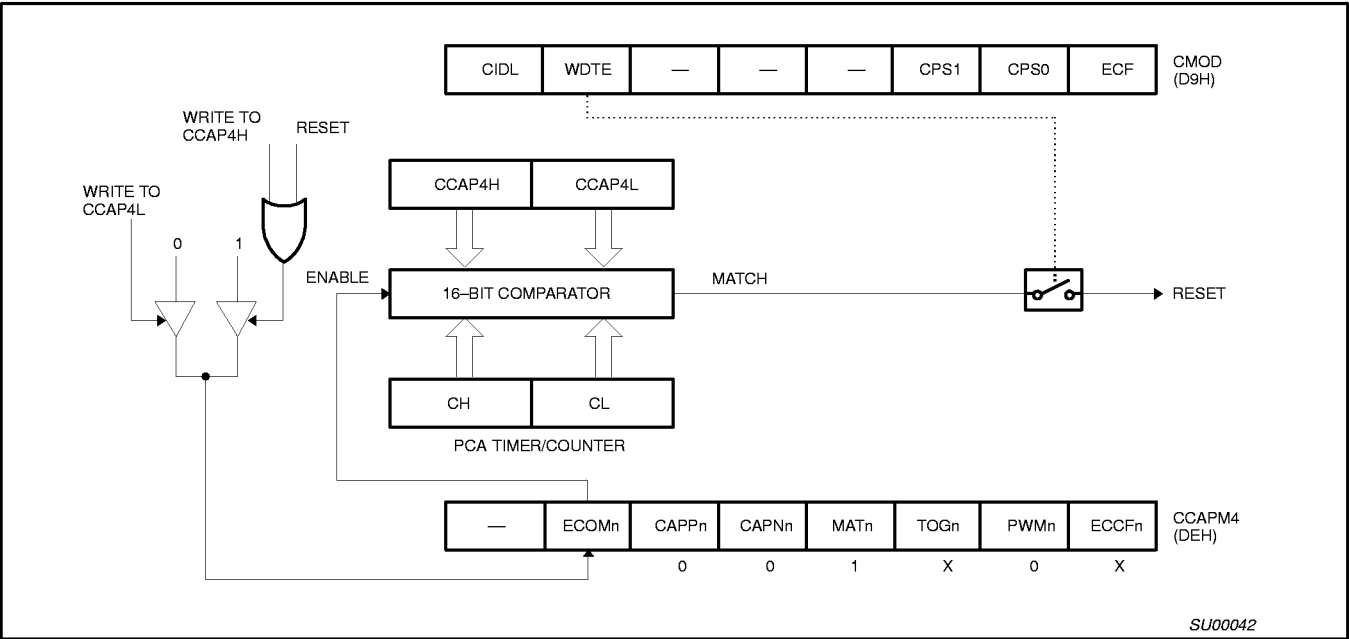 CIDL WDTE — — — CPS1 CPS0 ECF
CMOD
(D9H)
WRITE TO
CCAP4H
RESET
WRITE TO
CCAP4L
0
1
CCAP4H CCAP4L
ENABLE
16–BIT COMPARATOR
MATCH
RESET
CH CL
PCA TIMER/COUNTER
— ECOMn CAPPn CAPNn MATn TOGn PWMn ECCFn
CCAPM4
(DEH)
0 0 1 X 0 X
SU00042